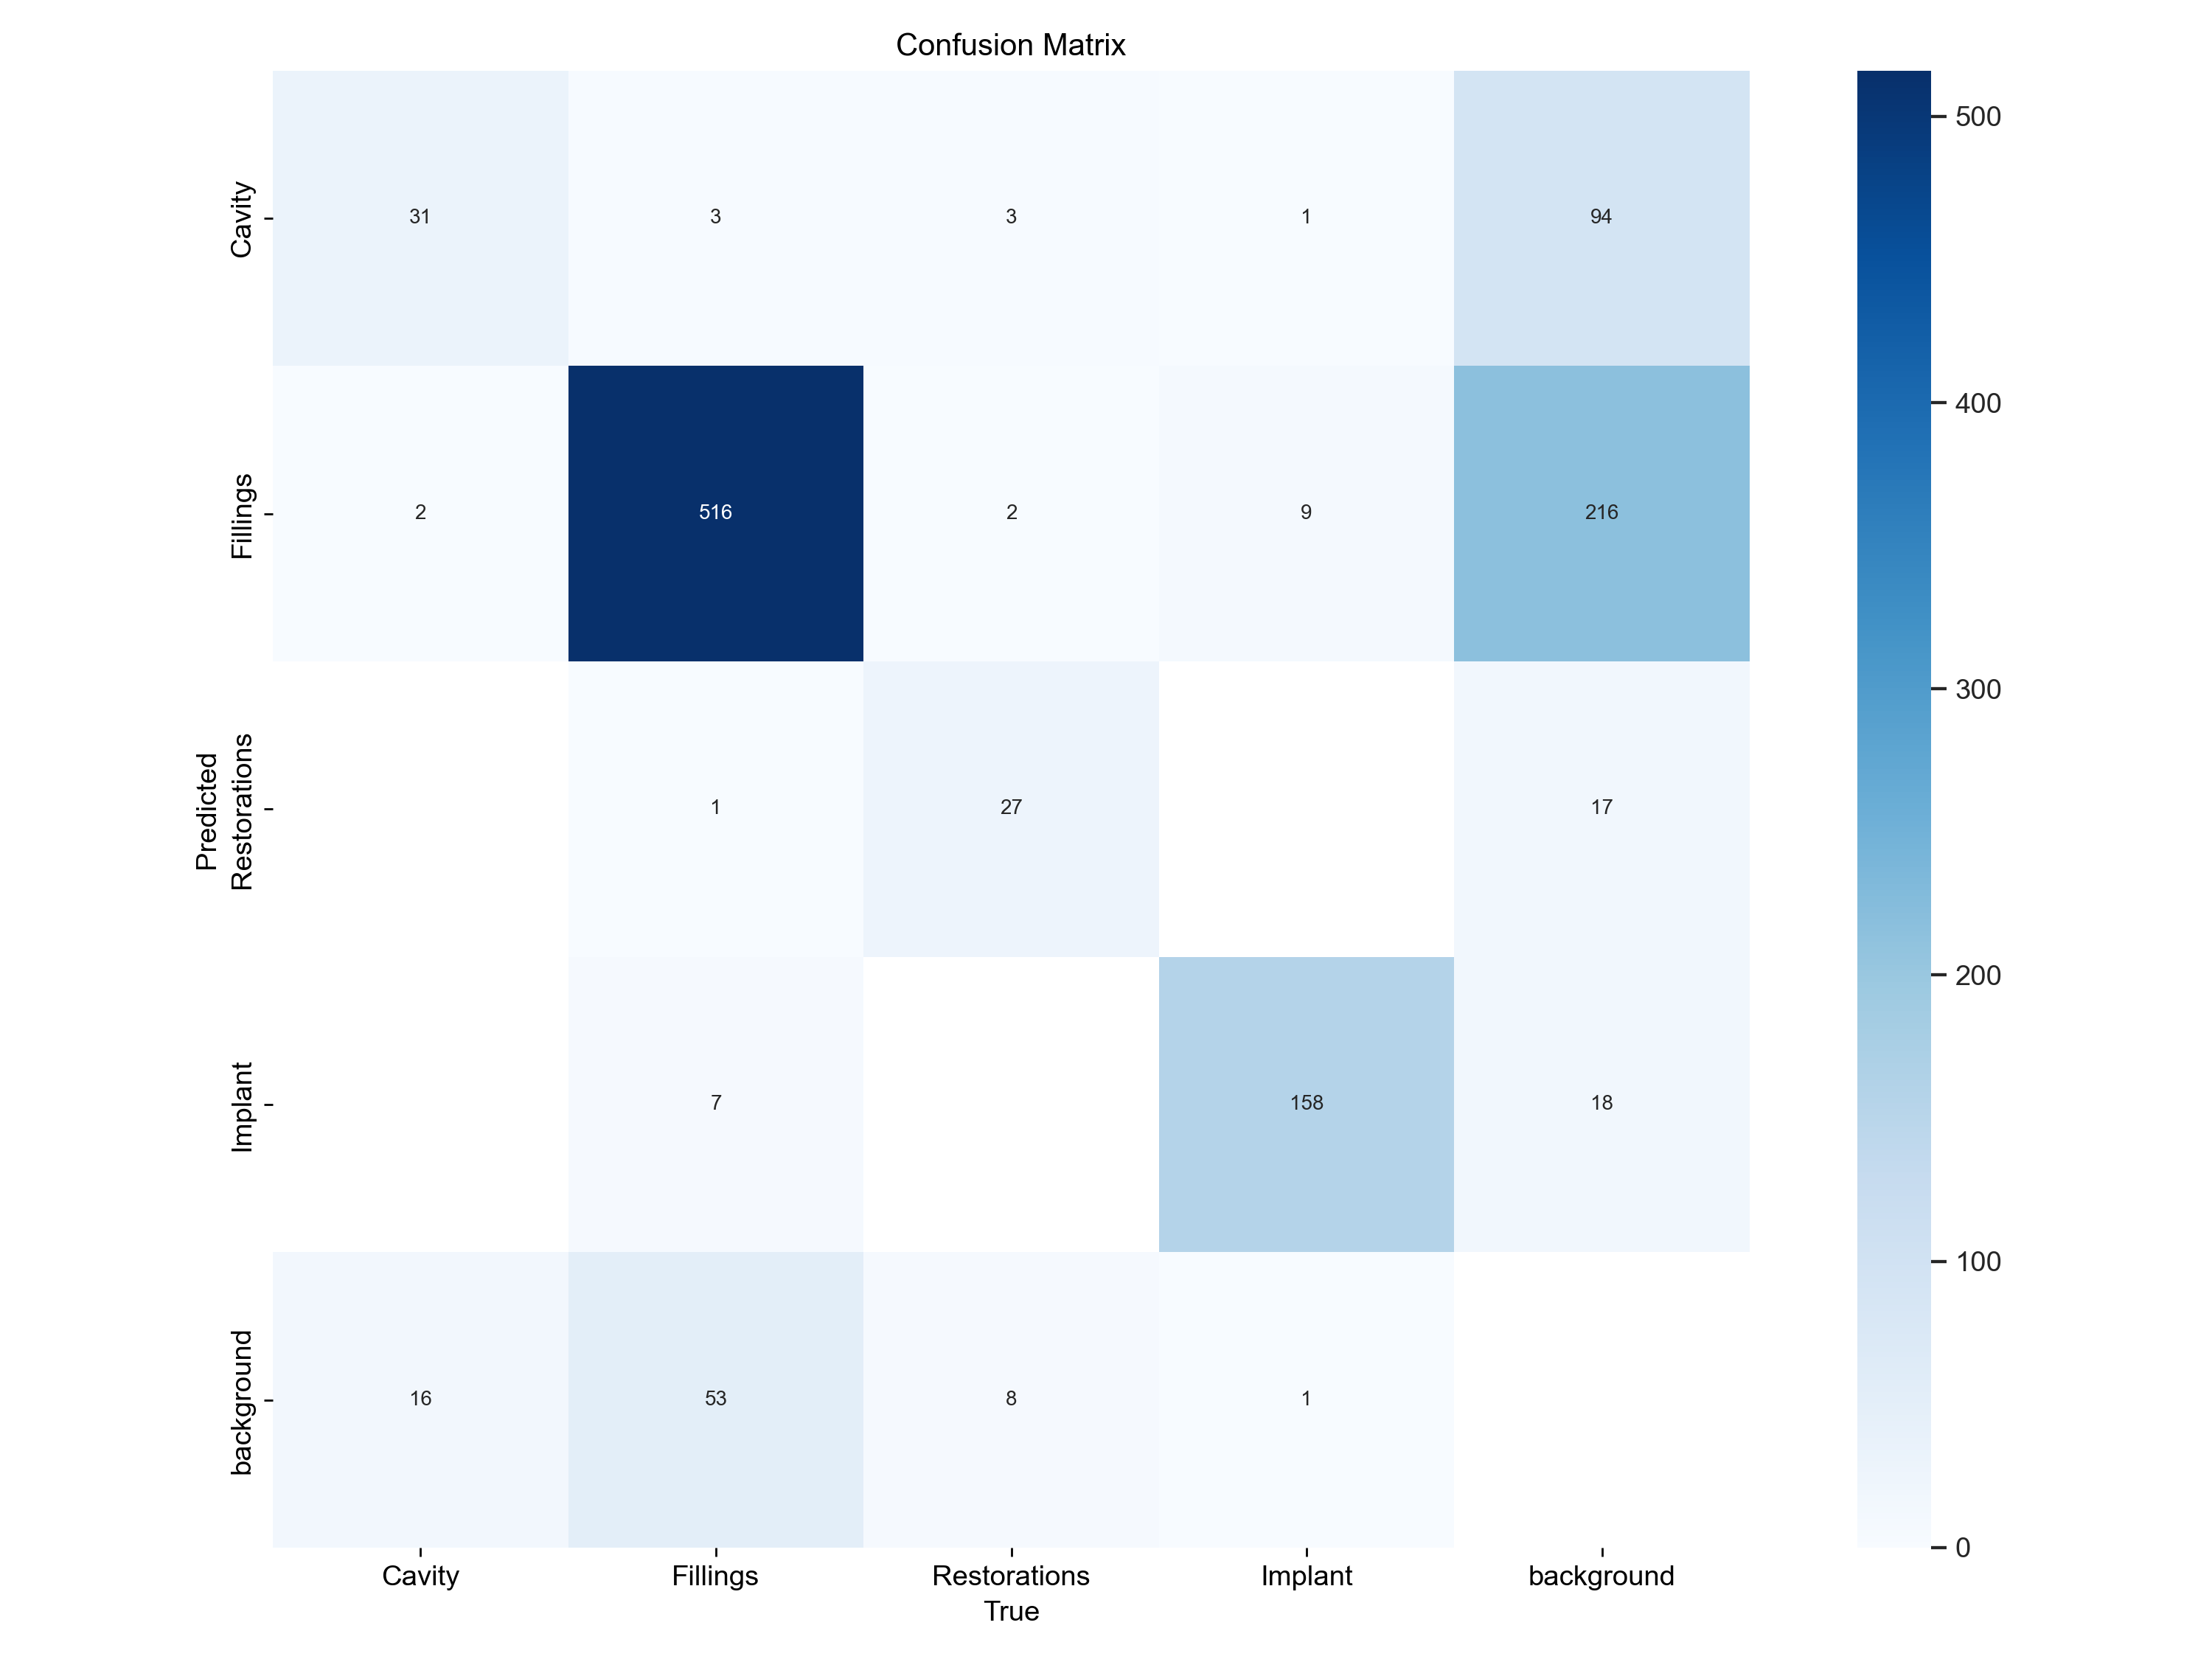 Confusion Matrix
500
400
300
200
100
0
Predicted
Cavity
31 3 3 1 94
Fillings
2 516 2 9 216
Restorations
1 27 17
Implant
7 158 18
background
16 53 8 1
Cavity Fillings Restorations Implant background
True